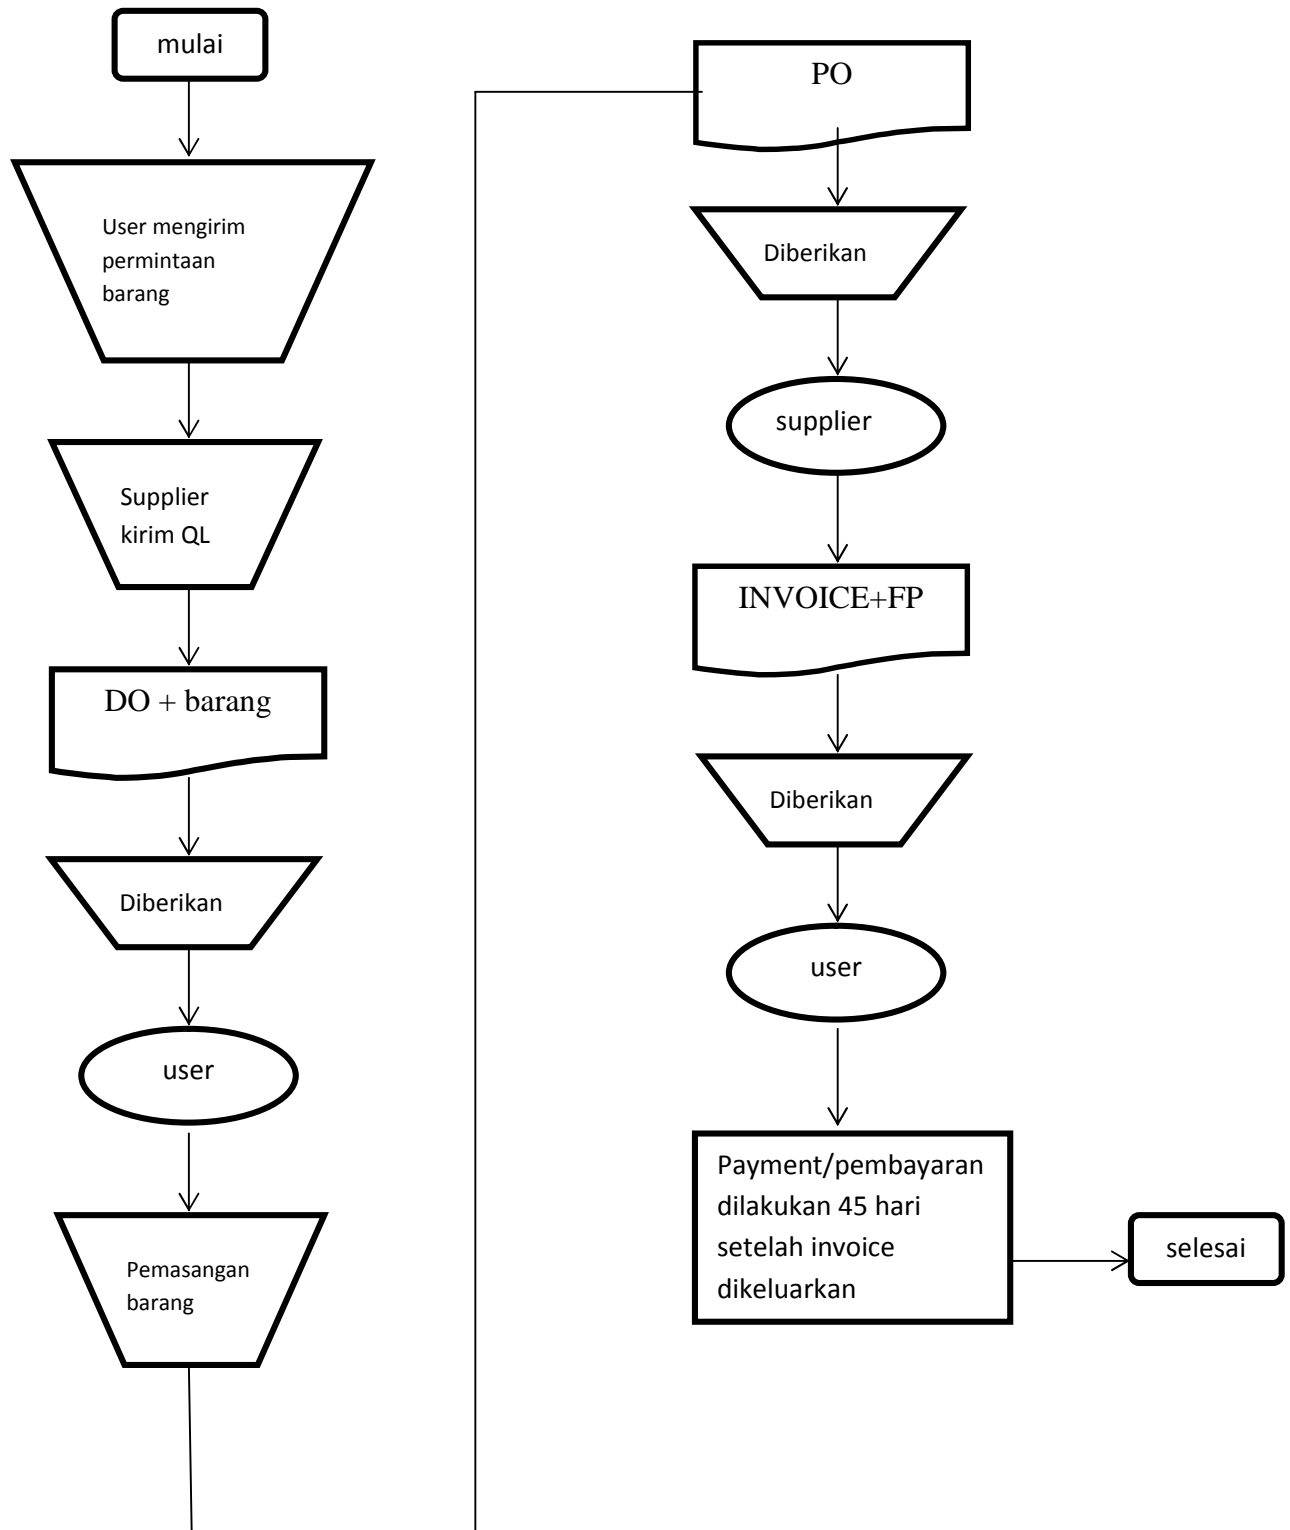 mulai
User mengirim
permintaan
barang
Supplier
kirim QL
DO + barang
Diberikan
user
Pemasangan
barang
PO
Diberikan
supplier
INVOICE+FP
Diberikan
user
Payment/pembayaran
dilakukan 45 hari
setelah invoice
dikeluarkan
selesai